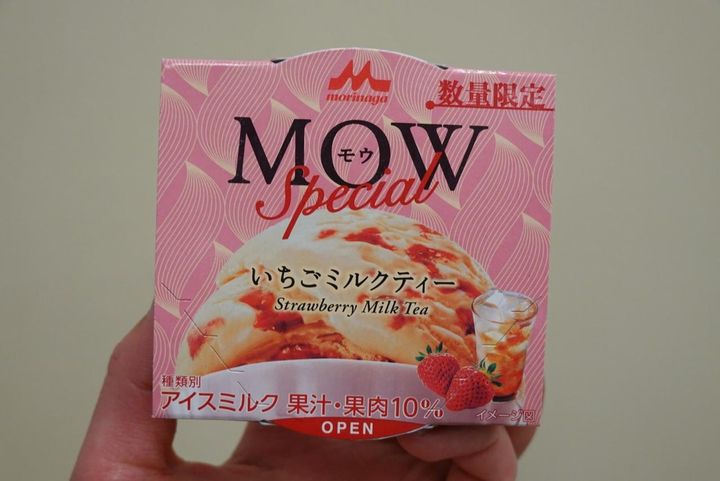 morinaga
数量限定
MOW
モウ
Special
いちごミルクティー
Strawberry Milk Tea
種類別
アイスミルク 果汁・果肉10%
イメージ図
OPEN